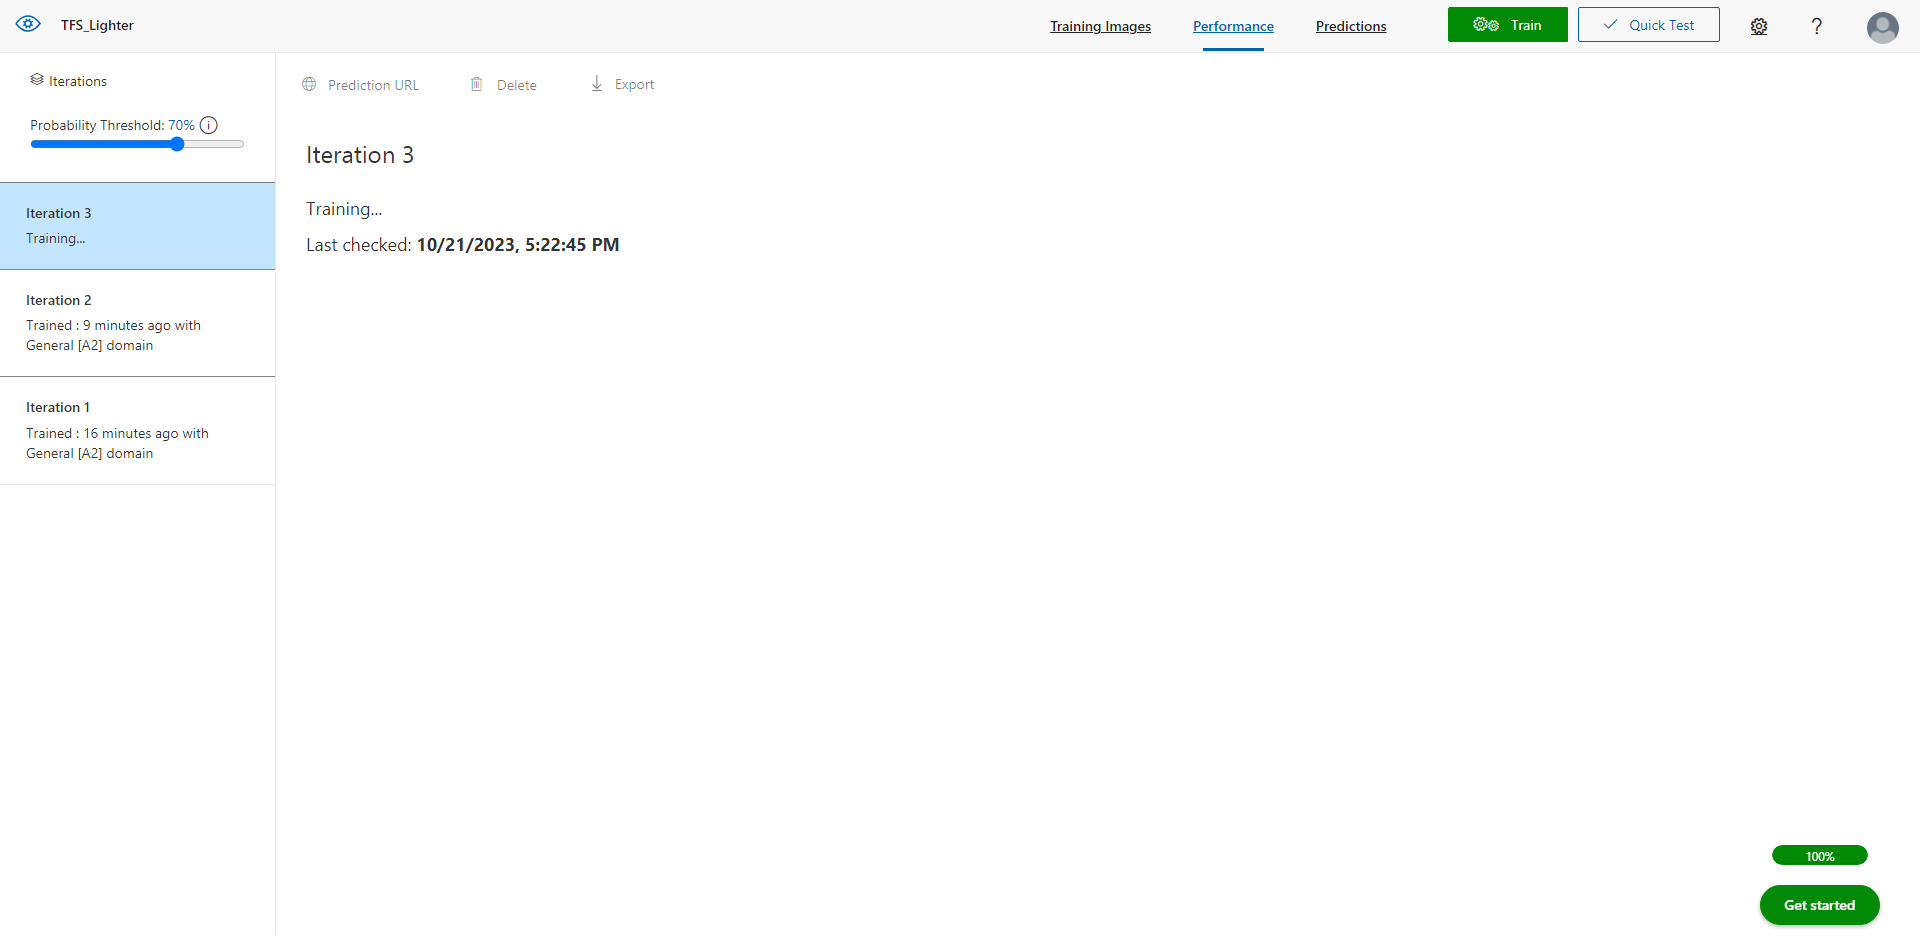 TFS_Lighter
Training Images
Performance
Predictions
Train
Quick Test
?
Iterations
Probability Threshold: 70% i
Iteration 3
Training...
Iteration 2
Trained : 9 minutes ago with
General [A2] domain
Iteration 1
Trained : 16 minutes ago with
General [A2] domain
Prediction URL
Delete
Export
Iteration 3
Training...
Last checked: 10/21/2023, 5:22:45 PM
100%
Get started